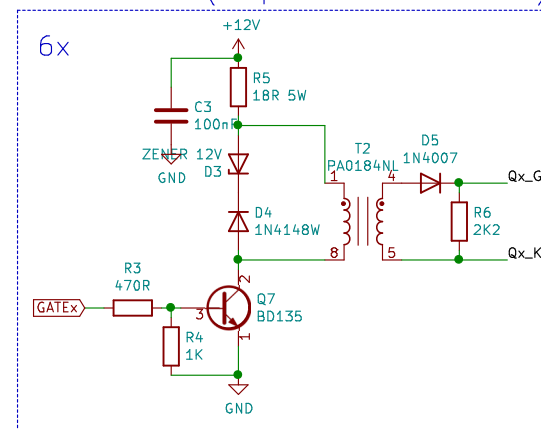 +12V
6x
R5
18R 5W
C3
100nF
ZENER 12V
D3
GND
T2
PA0184NL
D5
1N4007
1
4
Qx_G
D4
1N4148W
R6
2K2
8
5
Qx_K
R3
470R
2
Q7
BD135
GATEx
3
R4
1K
1
GND